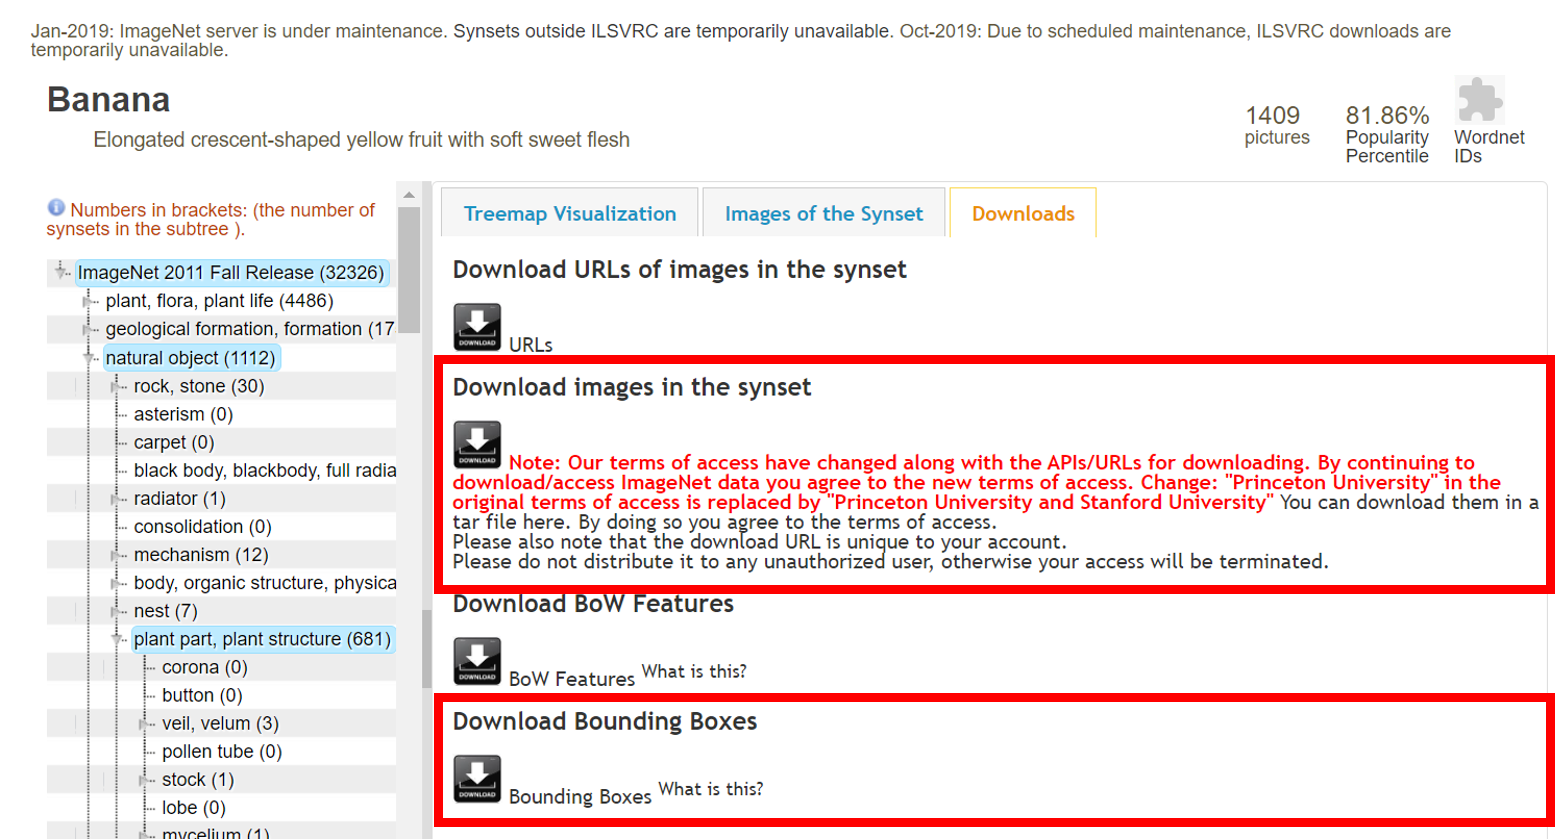 Jan-2019: ImageNet server is under maintenance. Synsets outside ILSVRC are temporarily unavailable. Oct-2019: Due to scheduled maintenance, ILSVRC downloads are
temporarily unavailable.
Banana
Elongated crescent-shaped yellow fruit with soft sweet flesh
1409
pictures
81.86%
Popularity
Percentile
Wordnet
IDs
Numbers in brackets: (the number of
synsets in the subtree ).
ImageNet 2011 Fall Release (32326)
plant, flora, plant life (4486)
geological formation, formation (17
natural object (1112)
rock, stone (30)
asterism (0)
carpet (0)
black body, blackbody, full radia
radiator (1)
consolidation (0)
mechanism (12)
body, organic structure, physica
nest (7)
plant part, plant structure (681)
corona (0)
button (0)
veil, velum (3)
pollen tube (0)
stock (1)
lobe (0)
mycelium (1)
Treemap Visualization
Images of the Synset
Downloads
Download URLs of images in the synset
DOWNLOAD
URLs
Download images in the synset
DOWNLOAD
Note: Our terms of access have changed along with the APIs/URLs for downloading. By continuing to
download/access ImageNet data you agree to the new terms of access. Change: "Princeton University" in the
original terms of access is replaced by "Princeton University and Stanford University" You can download them in a
tar file here. By doing so you agree to the terms of access.
Please also note that the download URL is unique to your account.
Please do not distribute it to any unauthorized user, otherwise your access will be terminated.
Download BoW Features
DOWNLOAD
BoW Features What is this?
Download Bounding Boxes
DOWNLOAD
Bounding Boxes What is this?